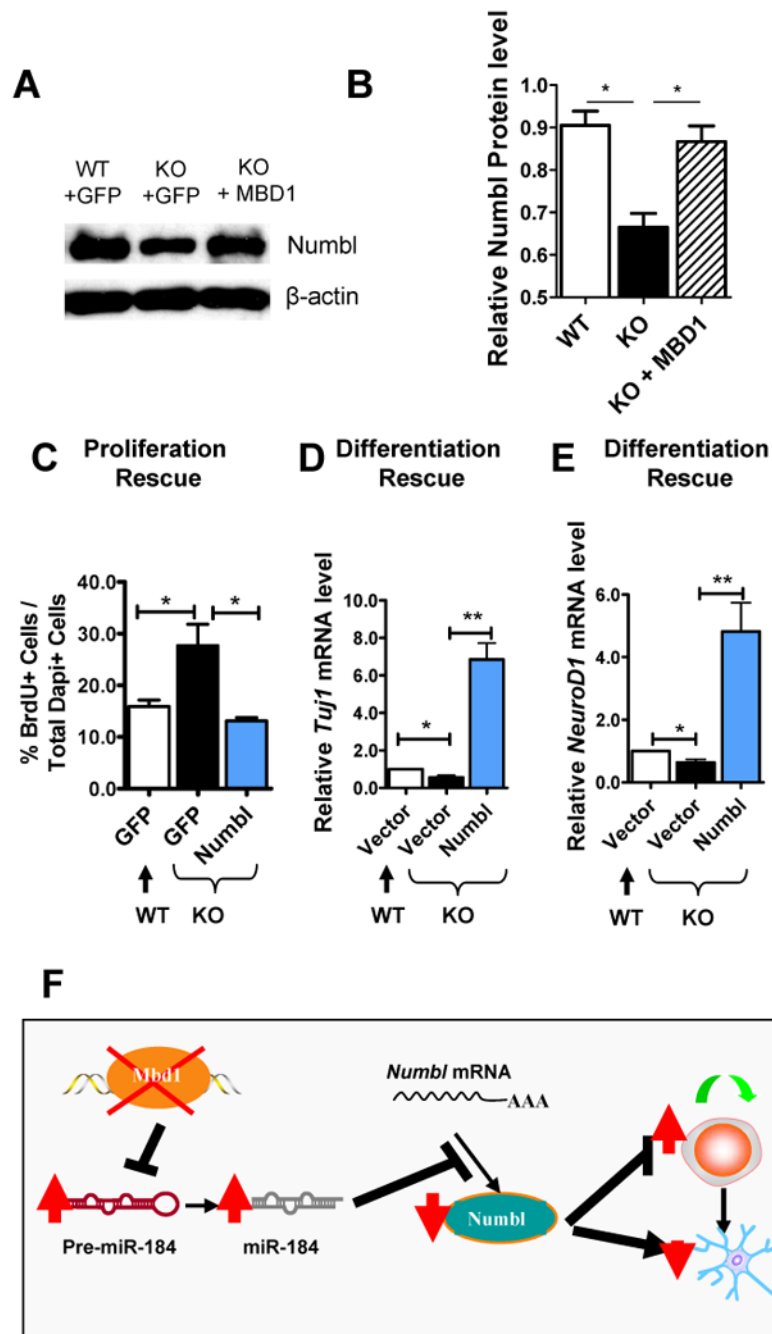 A
WT
+GFP
KO
+GFP
KO
+ MBD1
Numbl
β-actin
B
Relative Numbl Protein level
1.0
0.9
0.8
0.7
0.6
0.5
*
*
WT
KO
KO + MBD1
C
Proliferation
Rescue
% BrdU+ Cells /
Total Dapi+ Cells
40.0
30.0
20.0
10.0
0.0
*
*
GFP
GFP
Numbl
WT
KO
D
Differentiation
Rescue
Relative Tuj1 mRNA level
10.0
8.0
6.0
4.0
2.0
0.0
*
**
Vector
Vector
Numbl
WT
KO
E
Differentiation
Rescue
Relative NeuroD1 mRNA level
8.0
6.0
4.0
2.0
0.0
*
**
Vector
Vector
Numbl
WT
KO
F
Mbd1
Pre-miR-184
miR-184
Numbl mRNA
AAA
Numbl